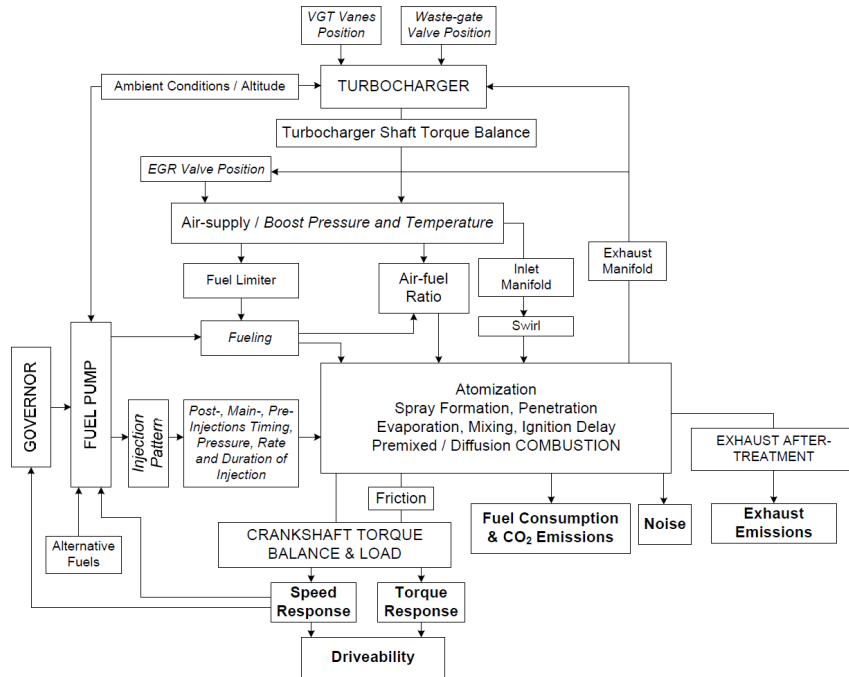 VGT Vanes
Position
Waste-gate
Valve Position
Ambient Conditions / Altitude
TURBOCHARGER
Turbocharger Shaft Torque Balance
EGR Valve Position
Air-supply / Boost Pressure and Temperature
Fuel Limiter
Air-fuel
Ratio
Inlet
Manifold
Exhaust
Manifold
Fueling
Swirl
GOVERNOR
FUEL PUMP
Injection
Pattern
Post-, Main-, Pre-
Injections Timing,
Pressure, Rate
and Duration of
Injection
Atomization
Spray Formation, Penetration
Evaporation, Mixing, Ignition Delay
Premixed / Diffusion COMBUSTION
EXHAUST AFTER-
TREATMENT
Friction
Alternative
Fuels
CRANKSHAFT TORQUE
BALANCE & LOAD
Fuel Consumption
& CO₂ Emissions
Noise
Exhaust
Emissions
Speed
Response
Torque
Response
Driveability